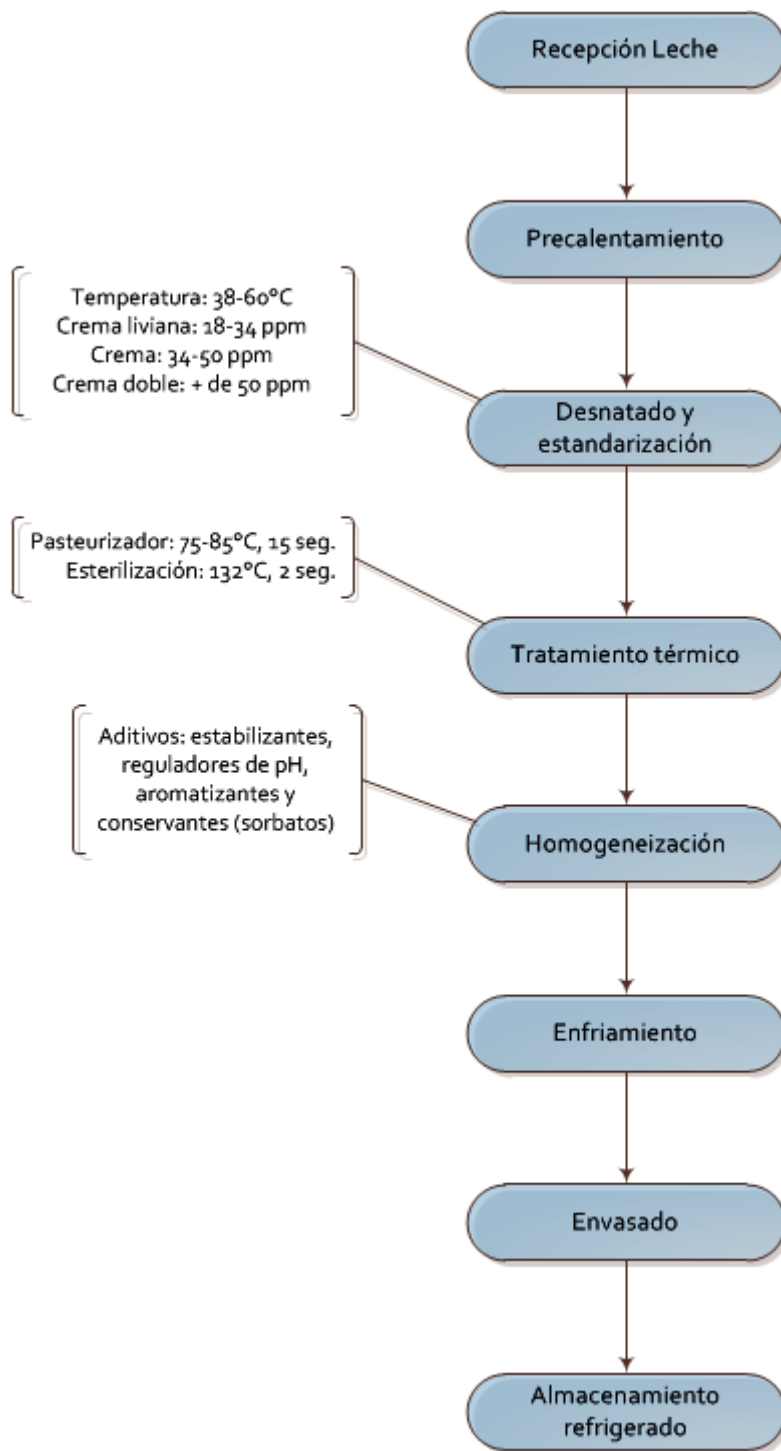 Recepción Leche
Precalentamiento
Temperatura: 38-60°C
Crema liviana: 18-34 ppm
Crema: 34-50 ppm
Crema doble: + de 50 ppm
Desnatado y
estandarización
Pasteurizador: 75-85°C, 15 seg.
Esterilización: 132°C, 2 seg.
Tratamiento térmico
Aditivos: estabilizantes,
reguladores de pH,
aromatizantes y
conservantes (sorbatos)
Homogeneización
Enfriamiento
Envasado
Almacenamiento
refrigerado